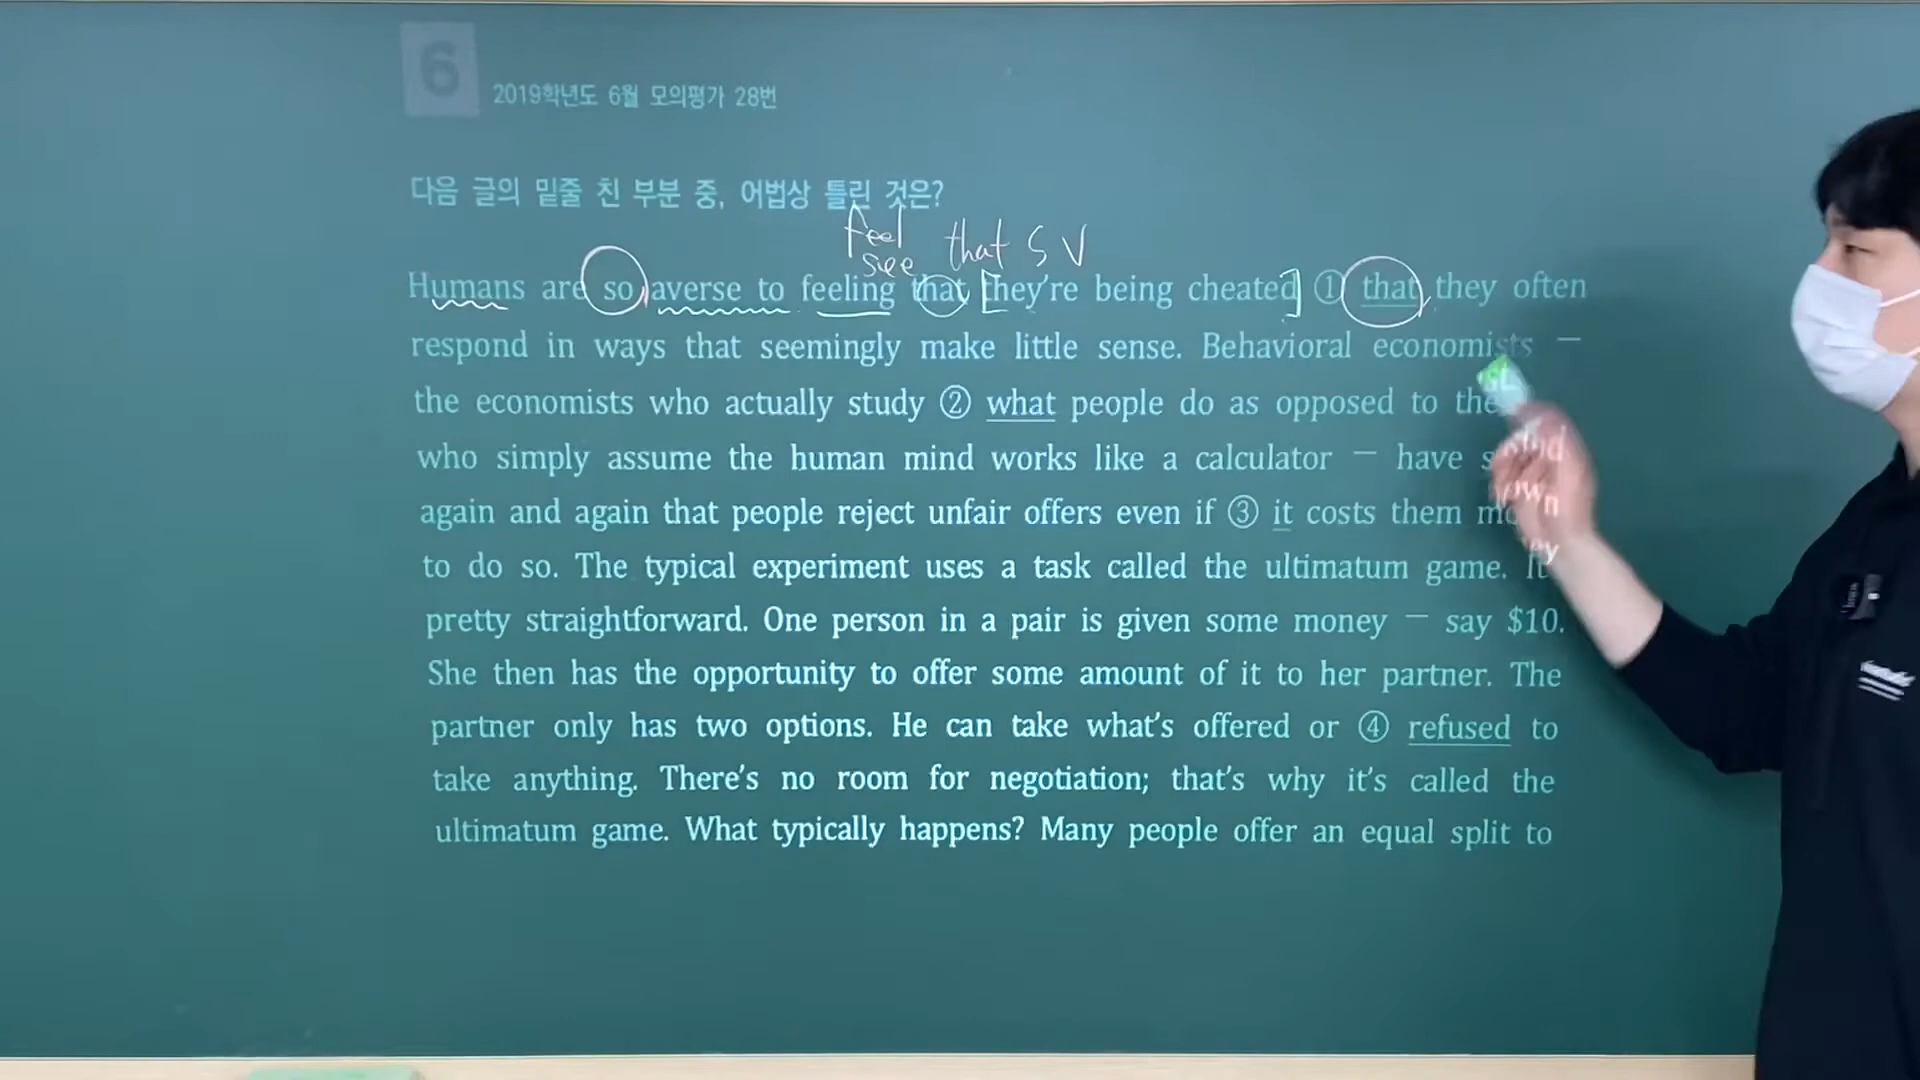 6
2019학년도 6월 모의평가 28번
다음 글의 밑줄 친 부분 중, 어법상 틀린 것은?
feel that S V
see
Humans are so averse to feeling that [they're being cheated] ① that they often
respond in ways that seemingly make little sense. Behavioral economists —
the economists who actually study ② what people do as opposed to the
who simply assume the human mind works like a calculator — have
again and again that people reject unfair offers even if ③ it costs them
to do so. The typical experiment uses a task called the ultimatum game.
pretty straightforward. One person in a pair is given some money — say $10.
She then has the opportunity to offer some amount of it to her partner. The
partner only has two options. He can take what's offered or ④ refused to
take anything. There's no room for negotiation; that's why it's called the
ultimatum game. What typically happens? Many people offer an equal split to